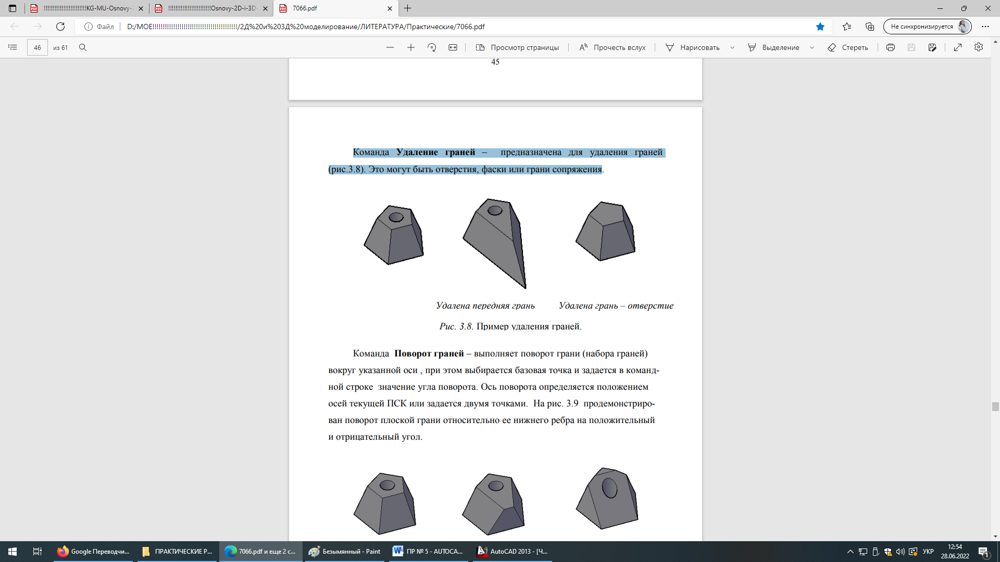 !!!!!!!!!!!!!!!!!!!!!!!!KG-MU-Osnovy-2
!!!!!!!!!!!!!!!!!!!!!!!!Osnovy-2D-i-3D-
7066.pdf
Файл
D:/МОЕ!!!!!!!!!!!!!!!!!!!!!!!!!!!!!!!!!!!!!!!!/2Д%20и%203Д%20моделирование/ЛИТЕРАТУРА/Практические/7066.pdf
Не синхронизируется
46 из 61
Просмотр страницы
Прочесть вслух
Нарисовать
Выделение
Стереть
45
Команда Удаление граней – предназначена для удаления граней
(рис.3.8). Это могут быть отверстия, фаски или грани сопряжения.
Удалена передняя грань
Удалена грань – отверстие
Рис. 3.8. Пример удаления граней.
Команда Поворот граней – выполняет поворот грани (набора граней)
вокруг указанной оси , при этом выбирается базовая точка и задается в команд-
ной строке значение угла поворота. Ось поворота определяется положением
осей текущей ПСК или задается двумя точками. На рис. 3.9 продемонстриро-
ван поворот плоской грани относительно ее нижнего ребра на положительный
и отрицательный угол.
Google Переводчи...
ПРАКТИЧЕСКИЕ Р...
7066.pdf и еще 2 с...
Безымянный - Paint
ПР № 5 - AUTOCA...
AutoCAD 2013 - [Ч...
УКР
12:54
28.06.2022
1